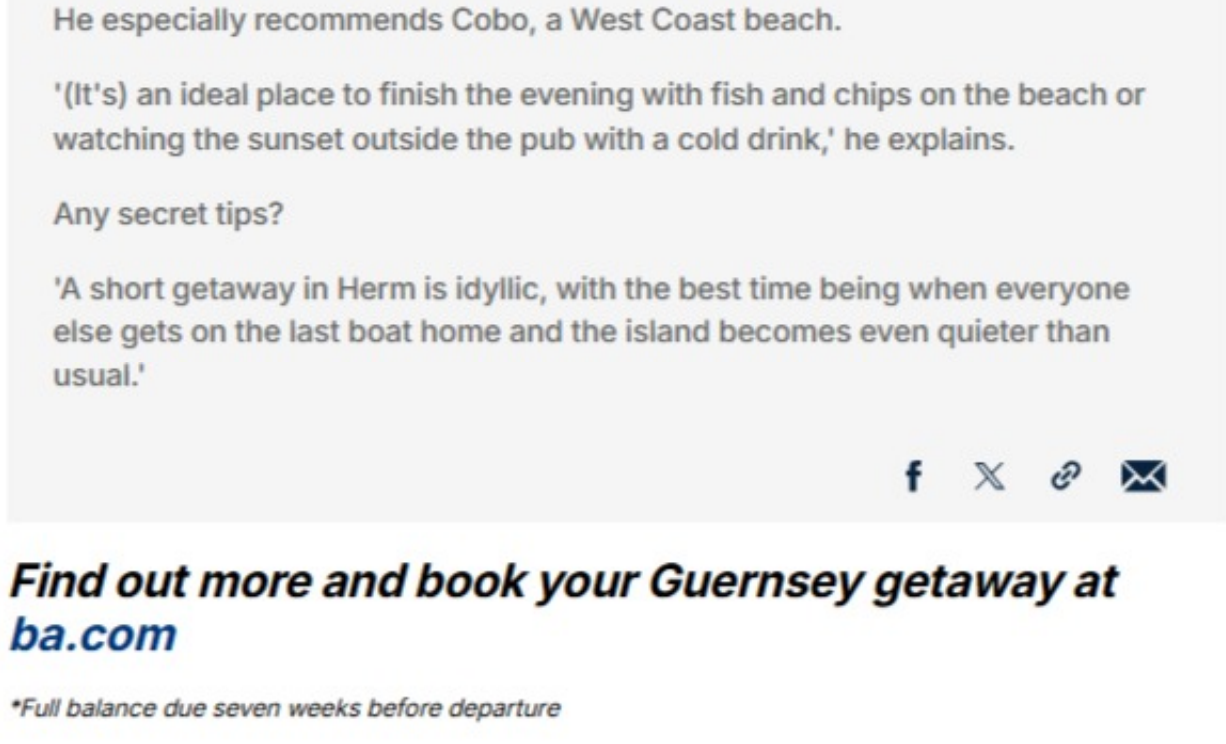 He especially recommends Cobo, a West Coast beach.
'(It's) an ideal place to finish the evening with fish and chips on the beach or
watching the sunset outside the pub with a cold drink,' he explains.
Any secret tips?
'A short getaway in Herm is idyllic, with the best time being when everyone
else gets on the last boat home and the island becomes even quieter than
usual.'
Find out more and book your Guernsey getaway at
ba.com
*Full balance due seven weeks before departure